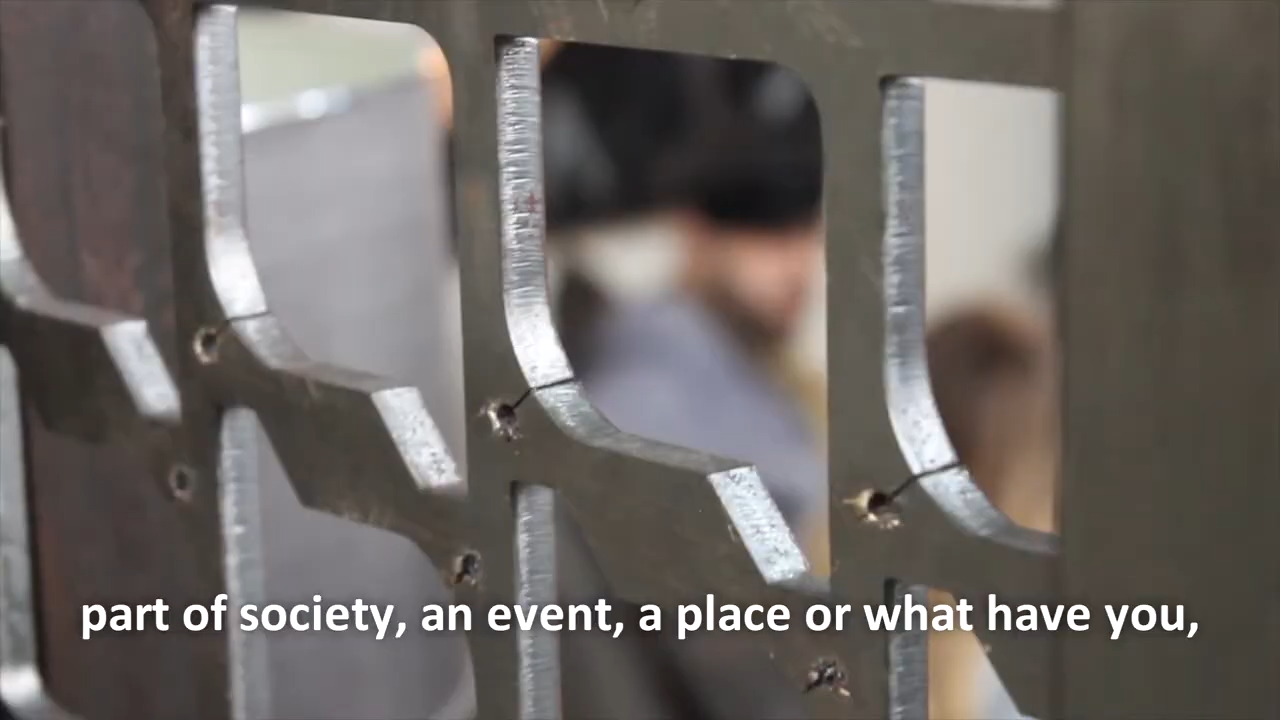 part of society, an event, a place or what have you,